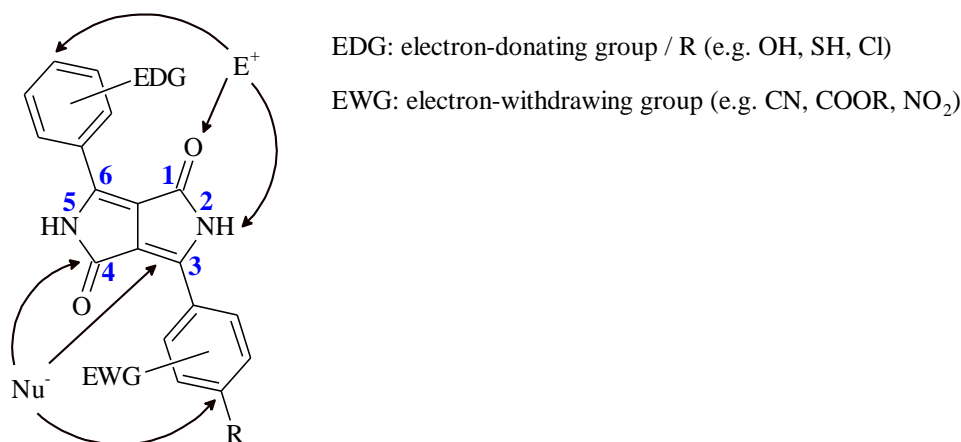 EDG: electron-donating group / R (e.g. OH, SH, Cl)
E+
EDG
EWG: electron-withdrawing group (e.g. CN, COOR, NO2)
O
6
1
5
2
HN
NH
4
3
O
EWG
Nu-
R